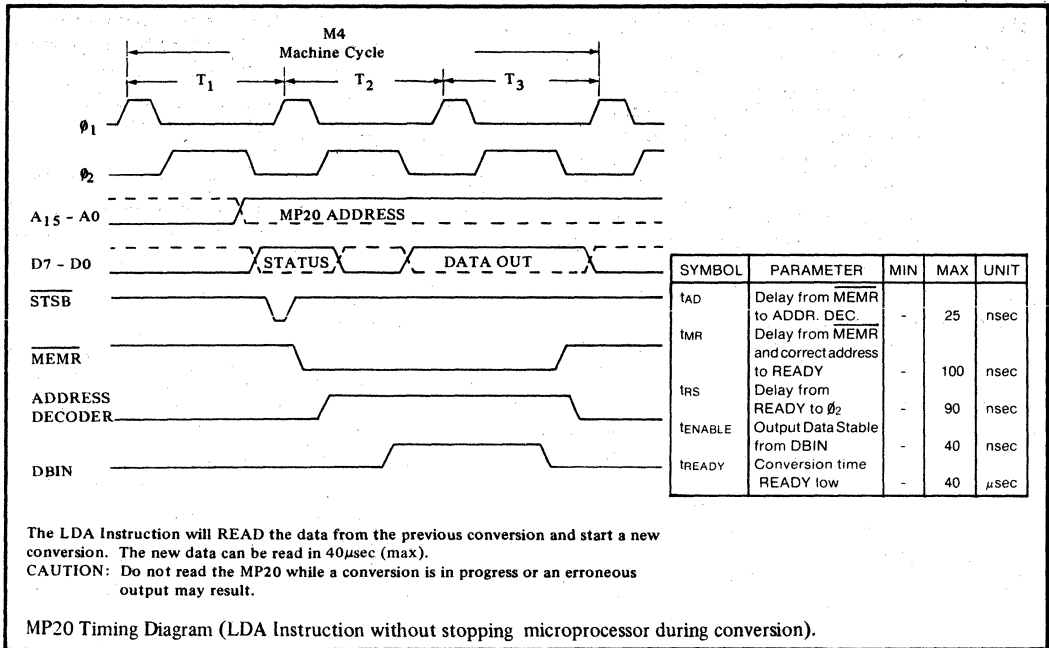 M4
Machine Cycle
T1 T2 T3
ø1
ø2
A15 - A0 MP20 ADDRESS
D7 - D0 STATUS DATA OUT
STSB
MEMR
ADDRESS
DECODER
DBIN
SYMBOL PARAMETER MIN MAX UNIT
tAD Delay from MEMR
to ADDR. DEC. - 25 nsec
tMR Delay from MEMR
and correct address
to READY - 100 nsec
tRS Delay from
READY to ø2 - 90 nsec
tENABLE Output Data Stable
from DBIN - 40 nsec
tREADY Conversion time
READY low - 40 μsec
The LDA Instruction will READ the data from the previous conversion and start a new
conversion. The new data can be read in 40μsec (max).
CAUTION: Do not read the MP20 while a conversion is in progress or an erroneous
output may result.
MP20 Timing Diagram (LDA Instruction without stopping microprocessor during conversion).